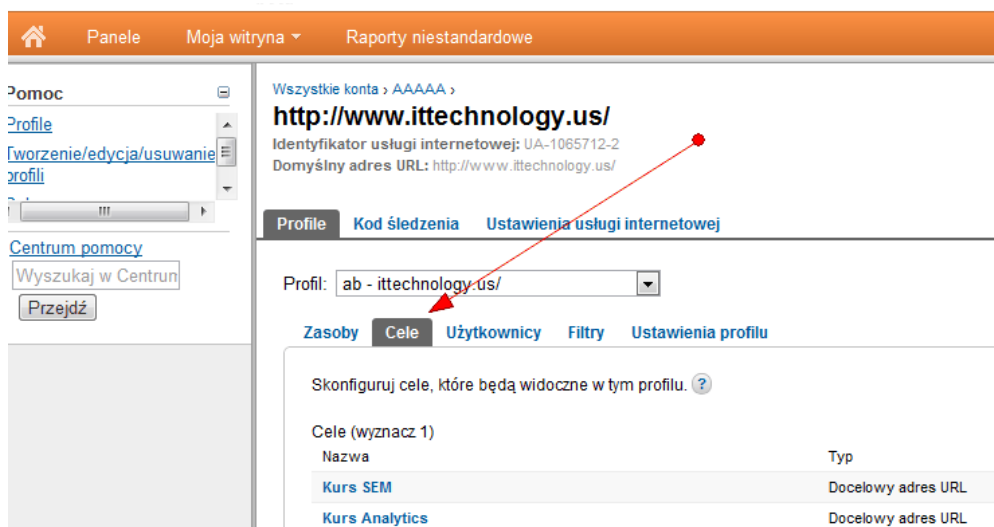 Panele Moja witryna Raporty niestandardowe
Pomoc
Profile
Tworzenie/edycja/usuwanie
profili
Centrum pomocy
Wyszukaj w Centrum
Przejdź
Wszystkie konta › AAAAA ›
http://www.ittechnology.us/
Identyfikator usługi internetowej: UA-1065712-2
Domyślny adres URL: http://www.ittechnology.us/
Profile Kod śledzenia Ustawienia usługi internetowej
Profil: ab - ittechnology.us/
Zasoby Cele Użytkownicy Filtry Ustawienia profilu
Skonfiguruj cele, które będą widoczne w tym profilu. ?
Cele (wyznacz 1)
Nazwa Typ
Kurs SEM Docelowy adres URL
Kurs Analytics Docelowy adres URL